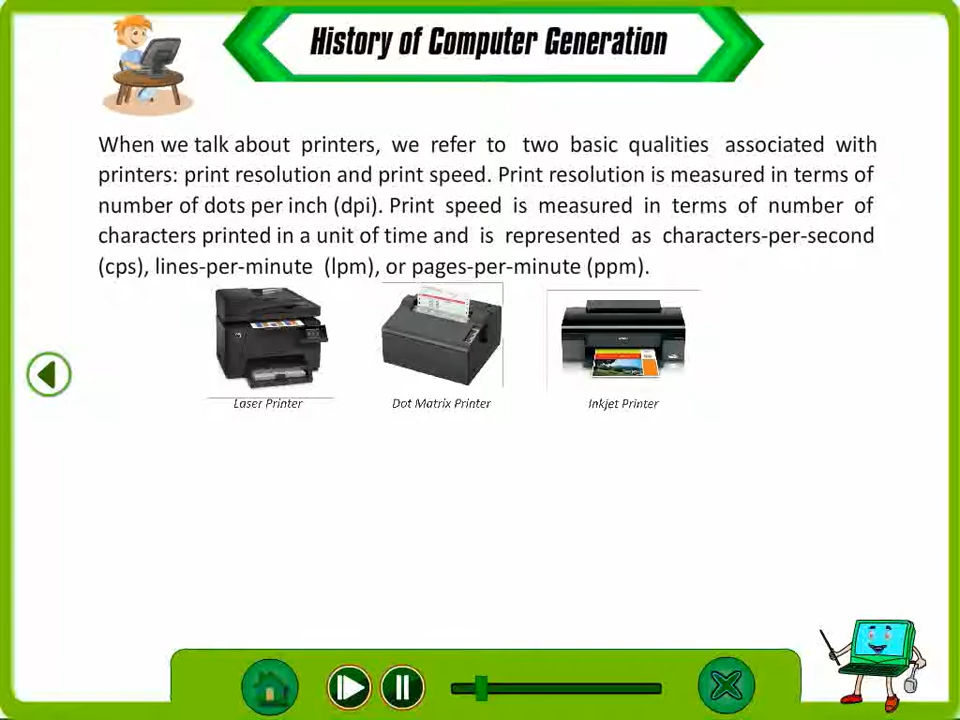 History of Computer Generation
When we talk about printers, we refer to two basic qualities associated with
printers: print resolution and print speed. Print resolution is measured in terms of
number of dots per inch (dpi). Print speed is measured in terms of number of
characters printed in a unit of time and is represented as characters-per-second
(cps), lines-per-minute (lpm), or pages-per-minute (ppm).
Laser Printer Dot Matrix Printer Inkjet Printer